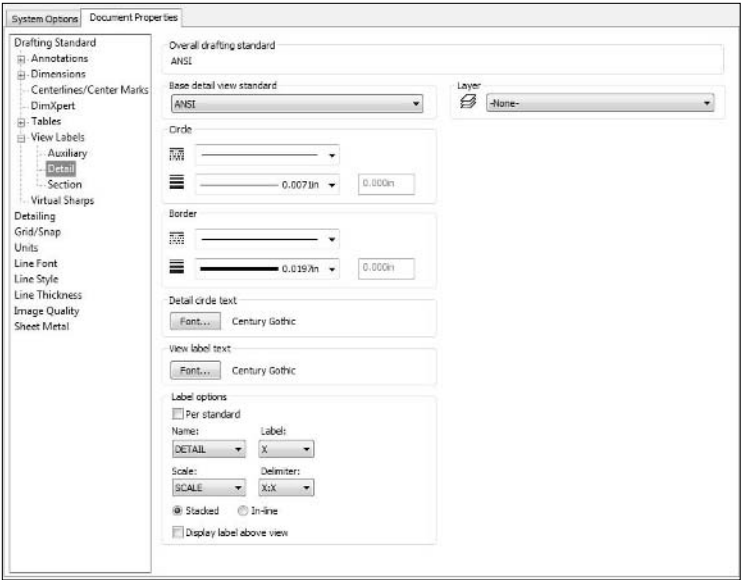 System Options Document Properties
Drafting Standard
Annotations
Dimensions
Centerlines/Center Marks
DimXpert
Tables
View Labels
Auxiliary
Detail
Section
Virtual Sharps
Detailing
Grid/Snap
Units
Line Font
Line Style
Line Thickness
Image Quality
Sheet Metal
Overall drafting standard
ANSI
Base detail view standard
ANSI
Layer
-None-
Circle
0.0071in 0.000in
Border
0.0197in 0.000in
Detail circle text
Font... Century Gothic
View label text
Font... Century Gothic
Label options
Per standard
Name: Label:
DETAIL X
Scale: Delimiter:
SCALE X:X
Stacked In-line
Display label above view